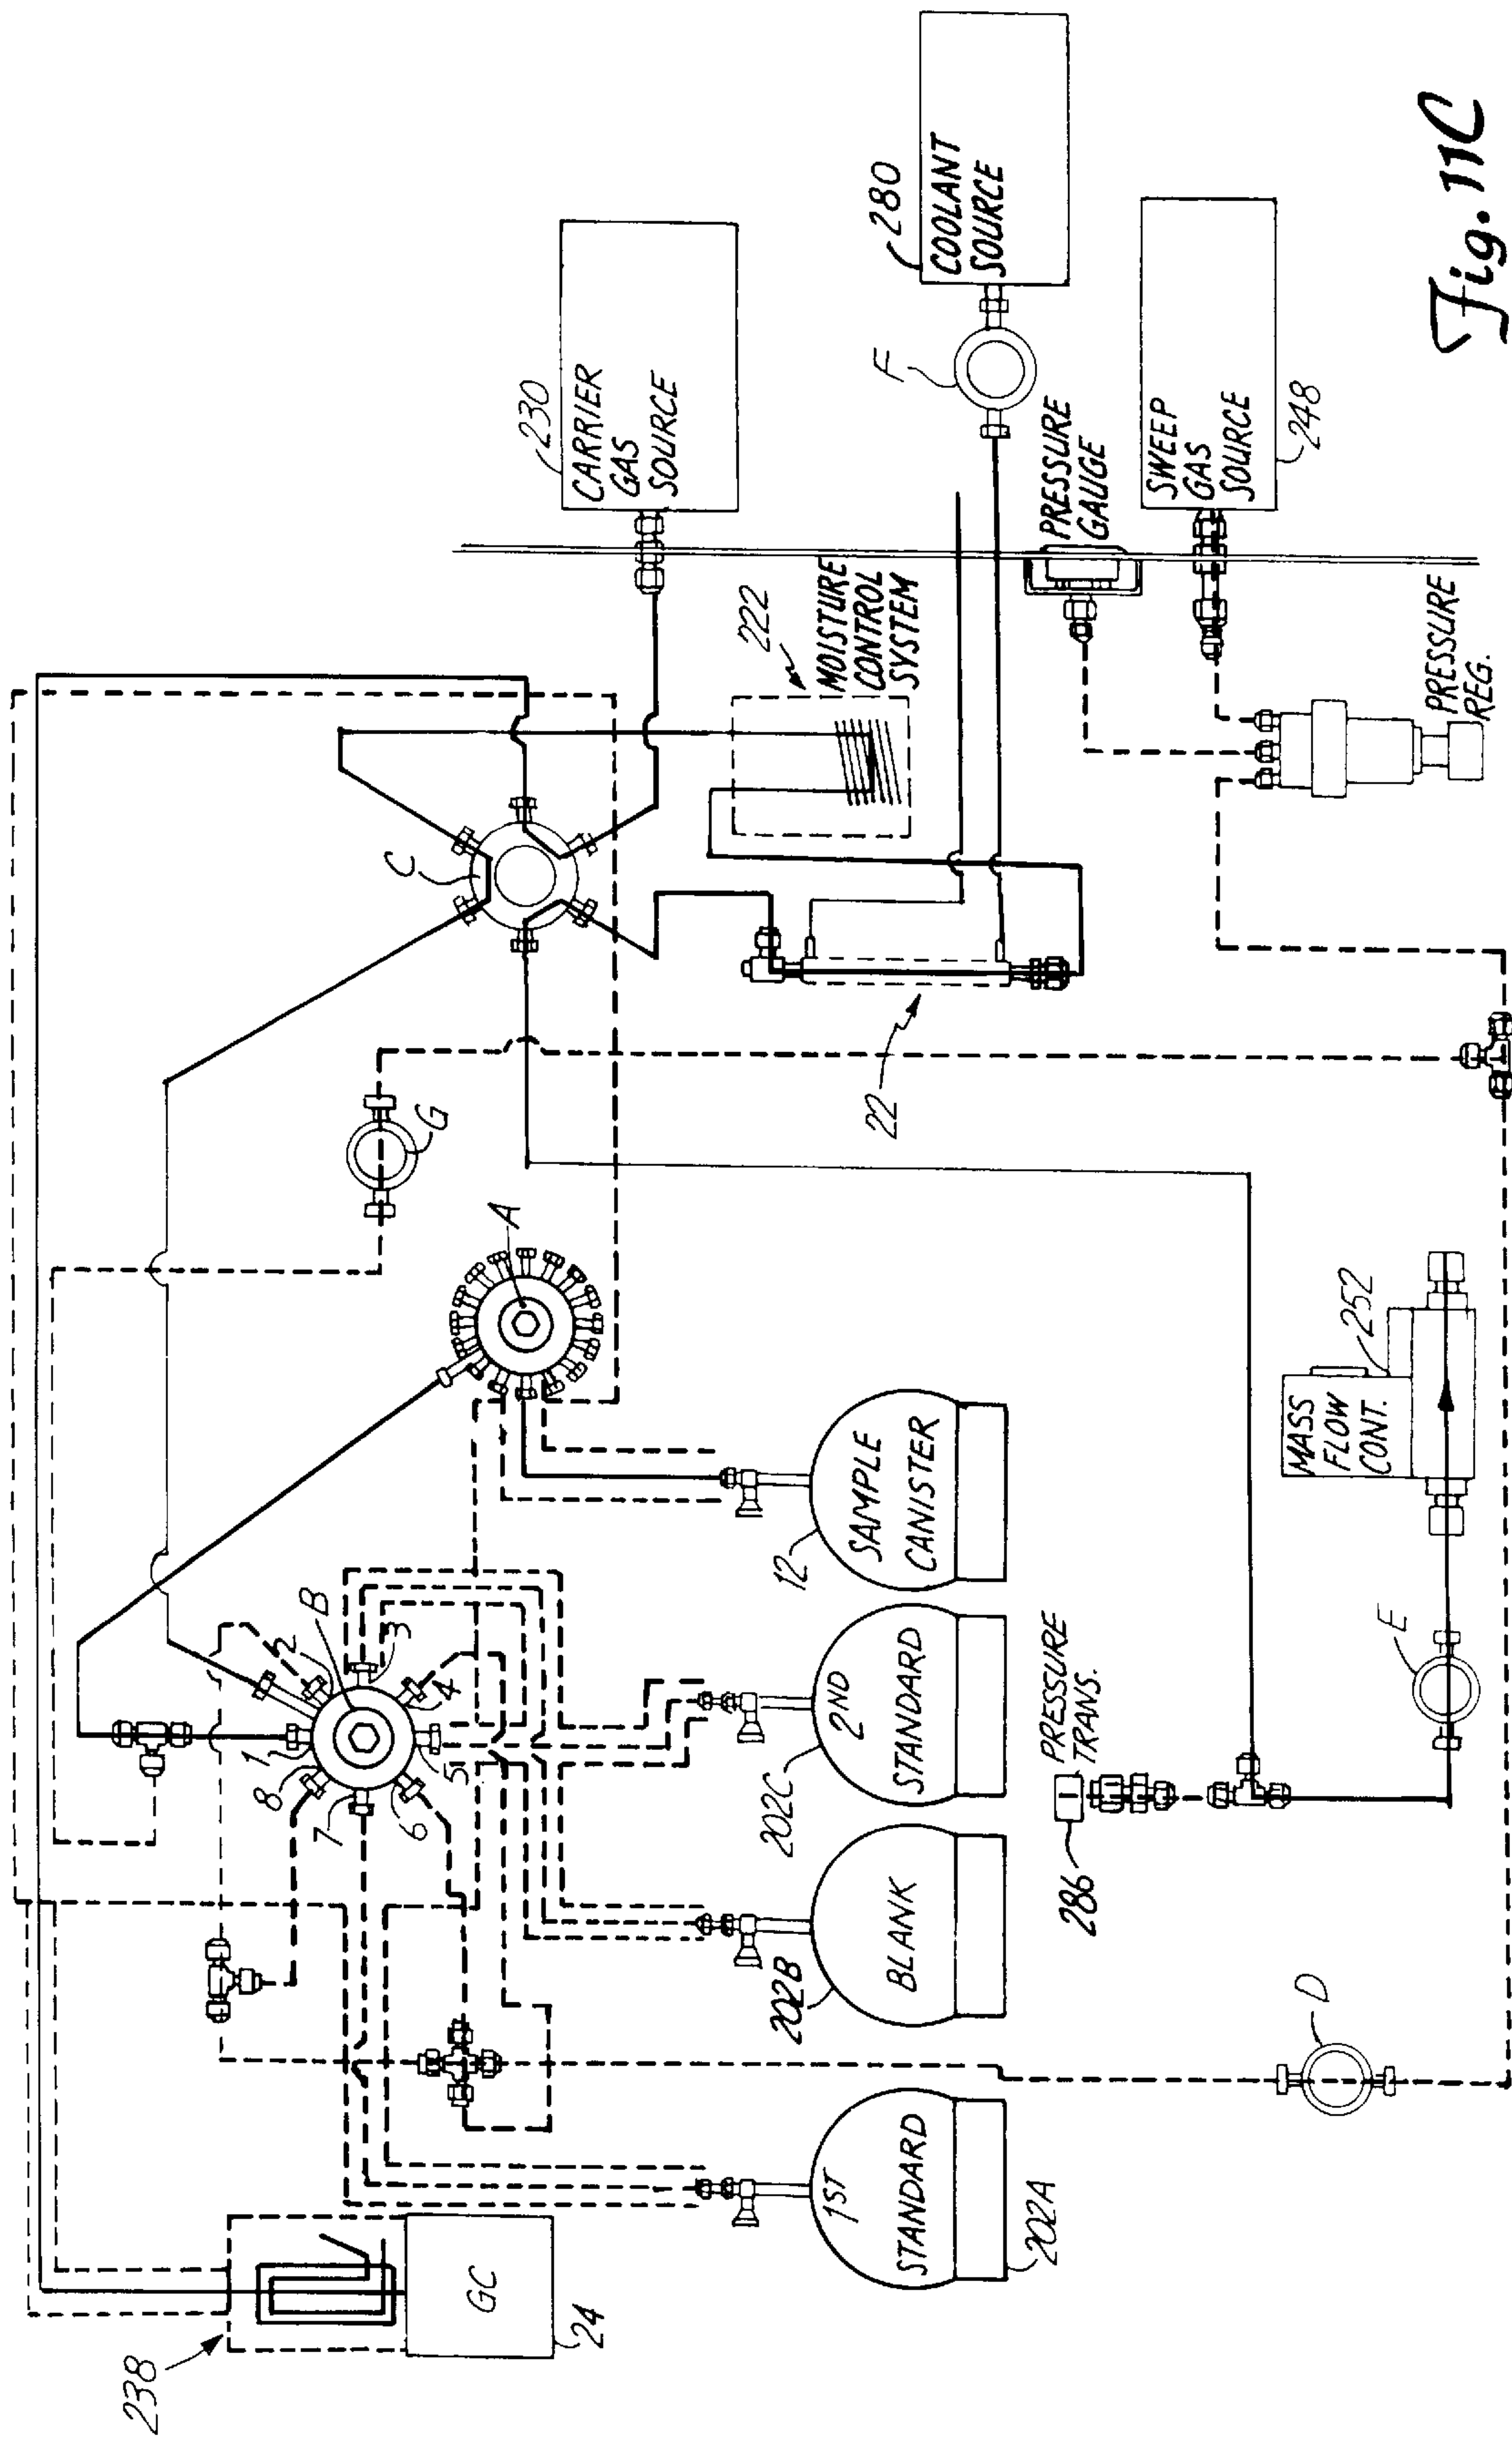 238
GC
24
1ST
STANDARD
202A
BLANK
202B
2ND
STANDARD
202C
SAMPLE
CANISTER
12
1
2
3
4
5
6
7
8
B
A
G
C
CARRIER
GAS
SOURCE
230
222
MOISTURE
CONTROL
SYSTEM
22
280
COOLANT
SOURCE
F
PRESSURE
GAUGE
SWEEP
GAS
SOURCE
248
PRESSURE
REG.
PRESSURE
TRANS.
286
MASS
FLOW
CONT.
252
E
D
Fig. 11C